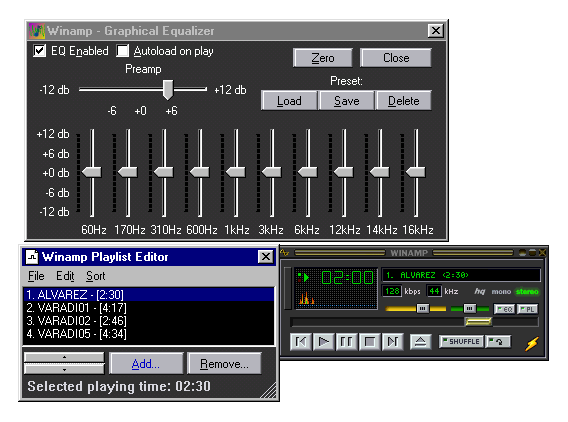 Winamp - Graphical Equalizer
EQ Enabled Autoload on play
Zero Close
Preamp
-12 db +12 db
-6 +0 +6
Preset:
Load Save Delete
+12 db
+6 db
+0 db
-6 db
-12 db
60Hz 170Hz 310Hz 600Hz 1kHz 3kHz 6kHz 12kHz 14kHz 16kHz
Winamp Playlist Editor
File Edit Sort
1. ALVAREZ - [2:30]
2. VARADI01 - [4:17]
3. VARADI02 - [2:46]
4. VARADI05 - [4:34]
Add... Remove...
Selected playing time: 02:30
WINAMP
02:00
1. ALVAREZ <2:30>
128 kbps 44 kHz hq mono stereo
EQ PL
SHUFFLE